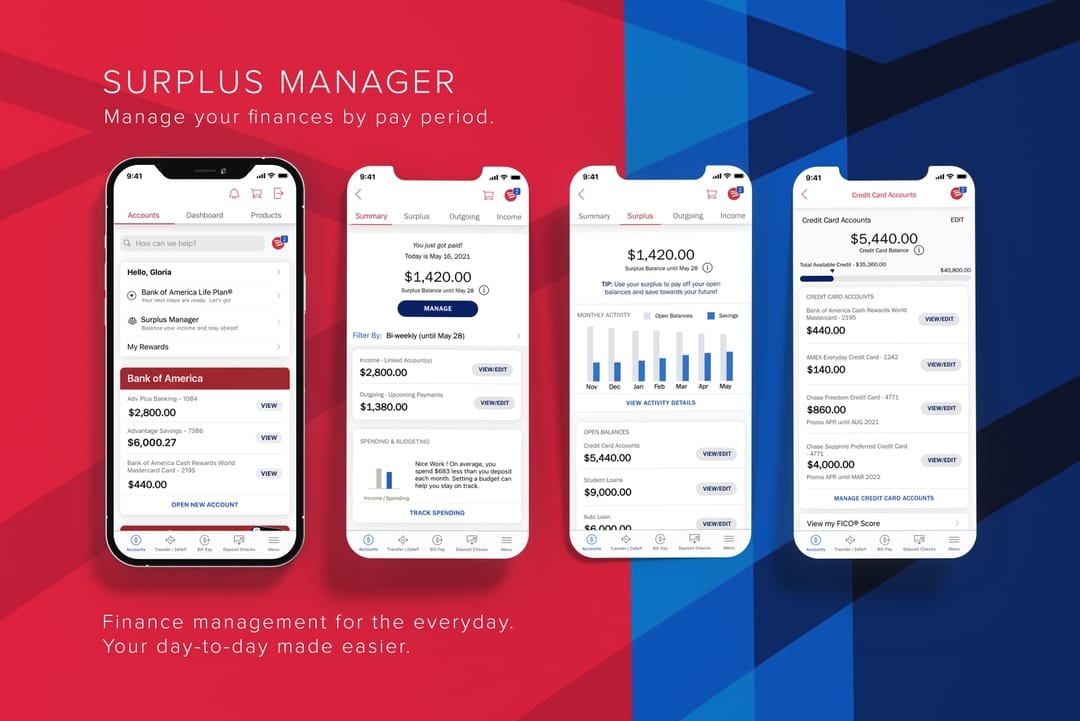 SURPLUS MANAGER
Manage your finances by pay period.
9:41
Accounts Dashboard Products
How can we help?
2
Hello, Gloria
Bank of America Life Plan®
Your next steps are ready. Let's go!
Surplus Manager
Balance your income and stay ahead!
My Rewards
Bank of America
Adv Plus Banking - 1084
$2,800.00
VIEW
Advantage Savings - 7386
$6,000.27
VIEW
Bank of America Cash Rewards World
Mastercard Card - 2195
$440.00
VIEW
OPEN NEW ACCOUNT
Accounts Transfer | Zelle® Bill Pay Deposit Checks Menu
9:41
2
Summary Surplus Outgoing Income
You just got paid!
Today is May 16, 2021
$1,420.00
Surplus Balance until May 28
MANAGE
Filter By: Bi-weekly (until May 28)
Income - Linked Account(s)
$2,800.00
VIEW/EDIT
Outgoing - Upcoming Payments
$1,380.00
VIEW/EDIT
SPENDING & BUDGETING
Nice Work ! On average, you
spend $683 less than you deposit
each month. Setting a budget can
help you stay on track.
Income / Spending
TRACK SPENDING
Accounts Transfer | Zelle® Bill Pay Deposit Checks Menu
9:41
2
Summary Surplus Outgoing Income
$1,420.00
Surplus Balance until May 28
TIP: Use your surplus to pay off your open
balances and save towards your future!
MONTHLY ACTIVITY Open Balances Savings
Nov Dec Jan Feb Mar Apr May
VIEW ACTIVITY DETAILS
OPEN BALANCES
Credit Card Accounts
$5,440.00
VIEW/EDIT
Student Loans
$9,000.00
VIEW/EDIT
Auto Loan
$6,000.00
VIEW/EDIT
Accounts Transfer | Zelle® Bill Pay Deposit Checks Menu
9:41
Credit Card Accounts
2
Credit Card Accounts EDIT
$5,440.00
Credit Card Balance
Total Available Credit - $35,360.00
$40,800.00
CREDIT CARD ACCOUNTS
Bank of America Cash Rewards World
Mastercard - 2195
$440.00
VIEW/EDIT
AMEX Everyday Credit Card - 1242
$140.00
VIEW/EDIT
Chase Freedom Credit Card - 4771
$860.00
Promo APR until AUG 2021
VIEW/EDIT
Chase Sapphire Preferred Credit Card
- 4771
$4,000.00
Promo APR until MAR 2022
VIEW/EDIT
MANAGE CREDIT CARD ACCOUNTS
View my FICO® Score
Accounts Transfer | Zelle® Bill Pay Deposit Checks Menu
Finance management for the everyday.
Your day-to-day made easier.